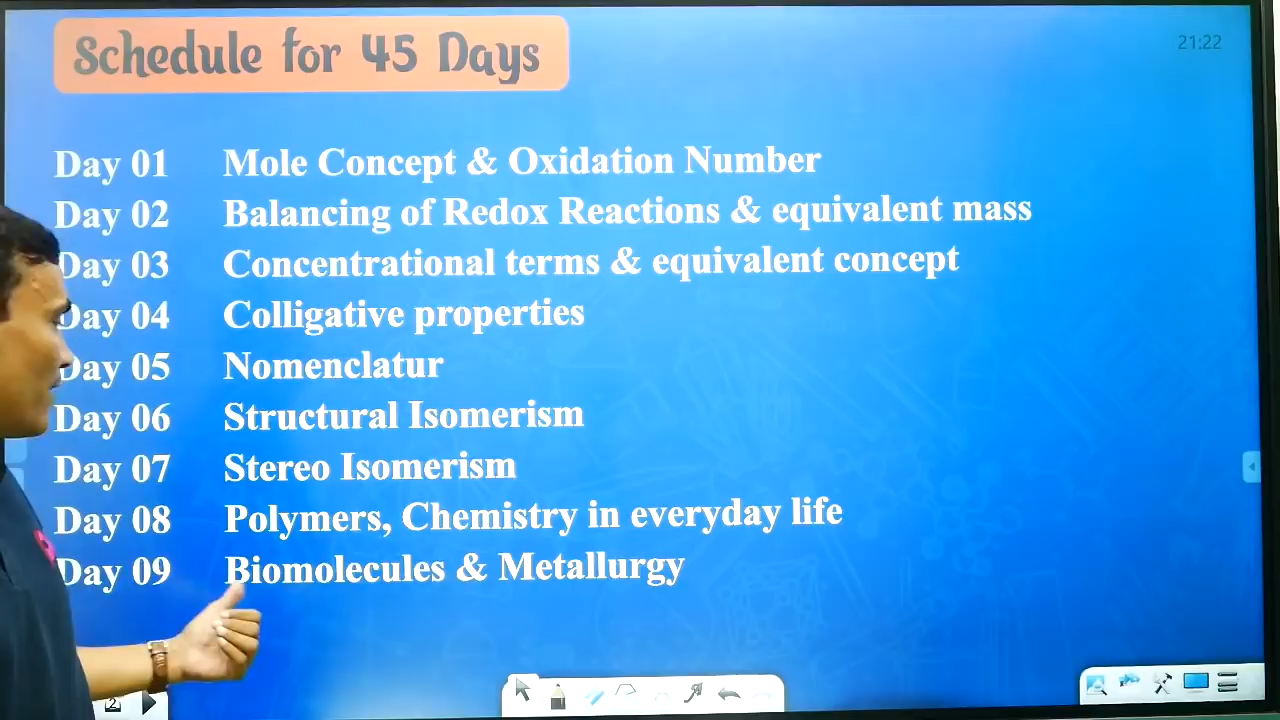 Schedule for 45 Days
21:22
Day 01 Mole Concept & Oxidation Number
Day 02 Balancing of Redox Reactions & equivalent mass
Day 03 Concentrational terms & equivalent concept
Day 04 Colligative properties
Day 05 Nomenclatur
Day 06 Structural Isomerism
Day 07 Stereo Isomerism
Day 08 Polymers, Chemistry in everyday life
Day 09 Biomolecules & Metallurgy
2